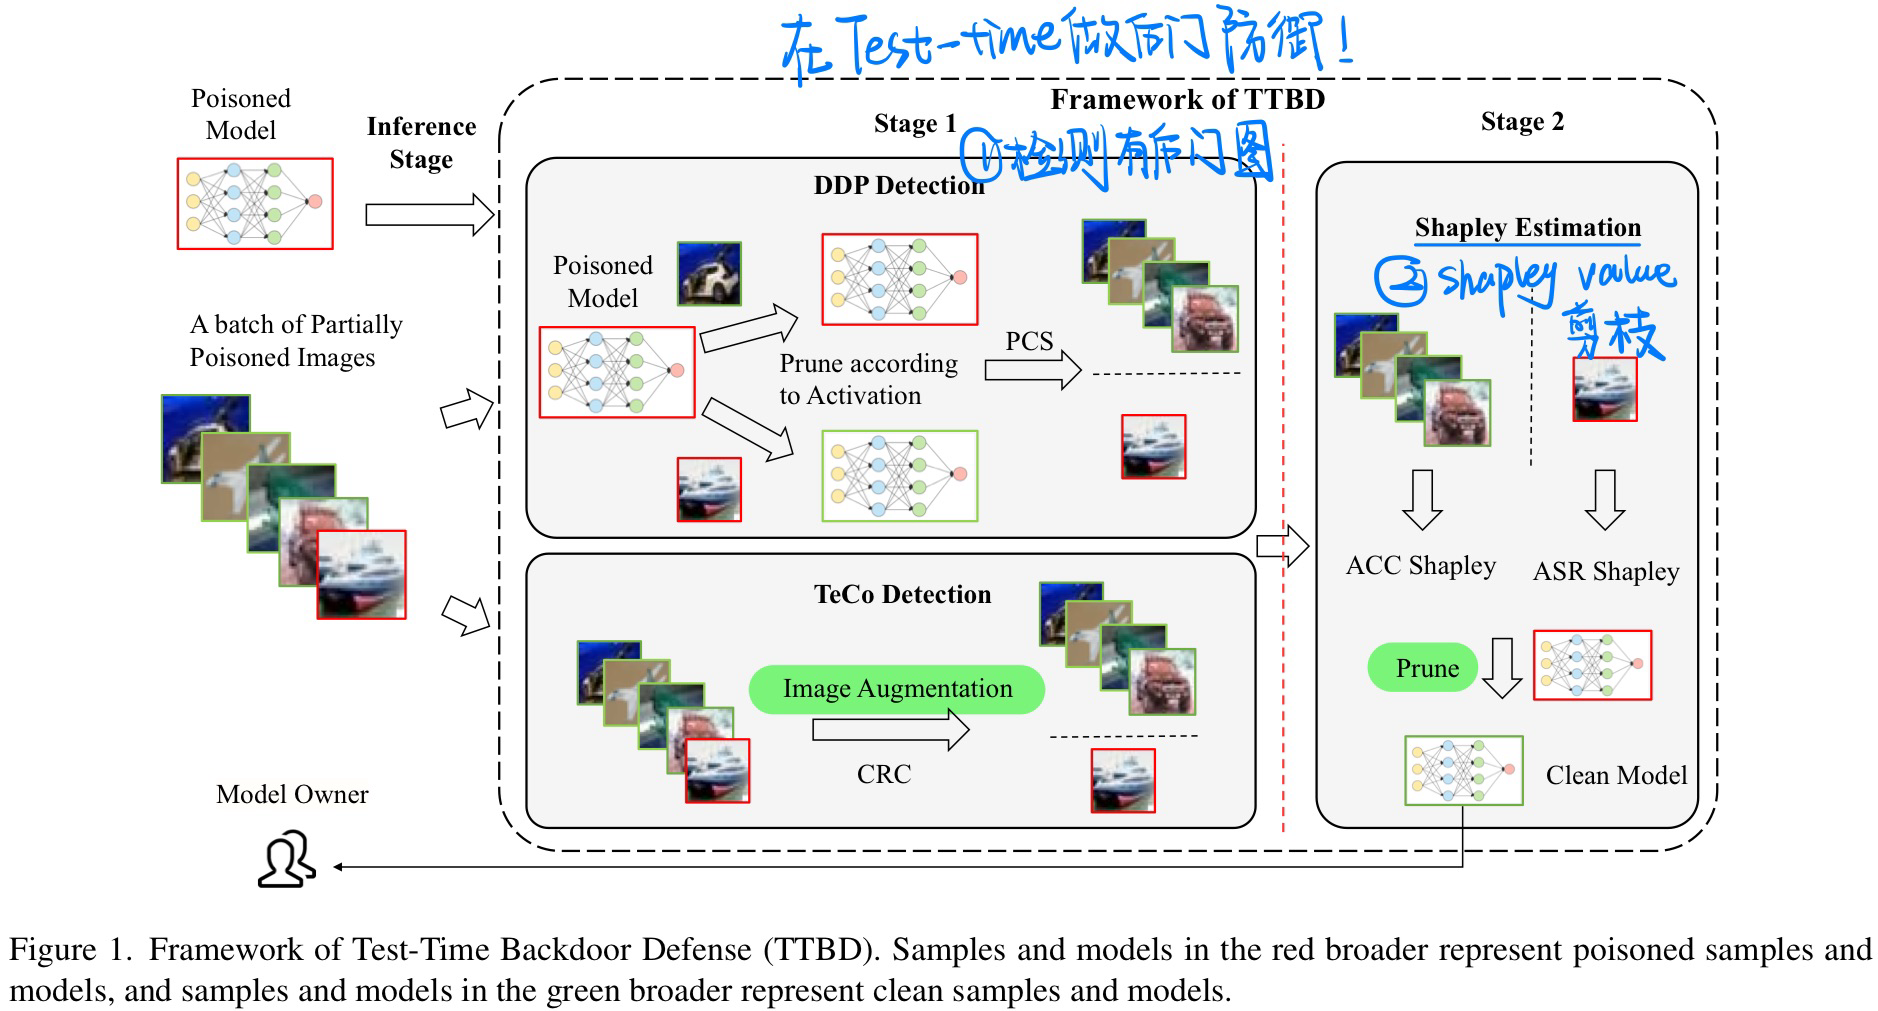 在Test-time做后门防御!
Framework of TTBD
Poisoned
Model
Inference
Stage
Stage 1
①检测有后门图
Stage 2
DDP Detection
Poisoned
Model
Prune according
to Activation
PCS
A batch of Partially
Poisoned Images
TeCo Detection
Image Augmentation
CRC
Shapley Estimation
② shapley value
剪枝
ACC Shapley
ASR Shapley
Prune
Clean Model
Model Owner
Figure 1. Framework of Test-Time Backdoor Defense (TTBD). Samples and models in the red broader represent poisoned samples and
models, and samples and models in the green broader represent clean samples and models.